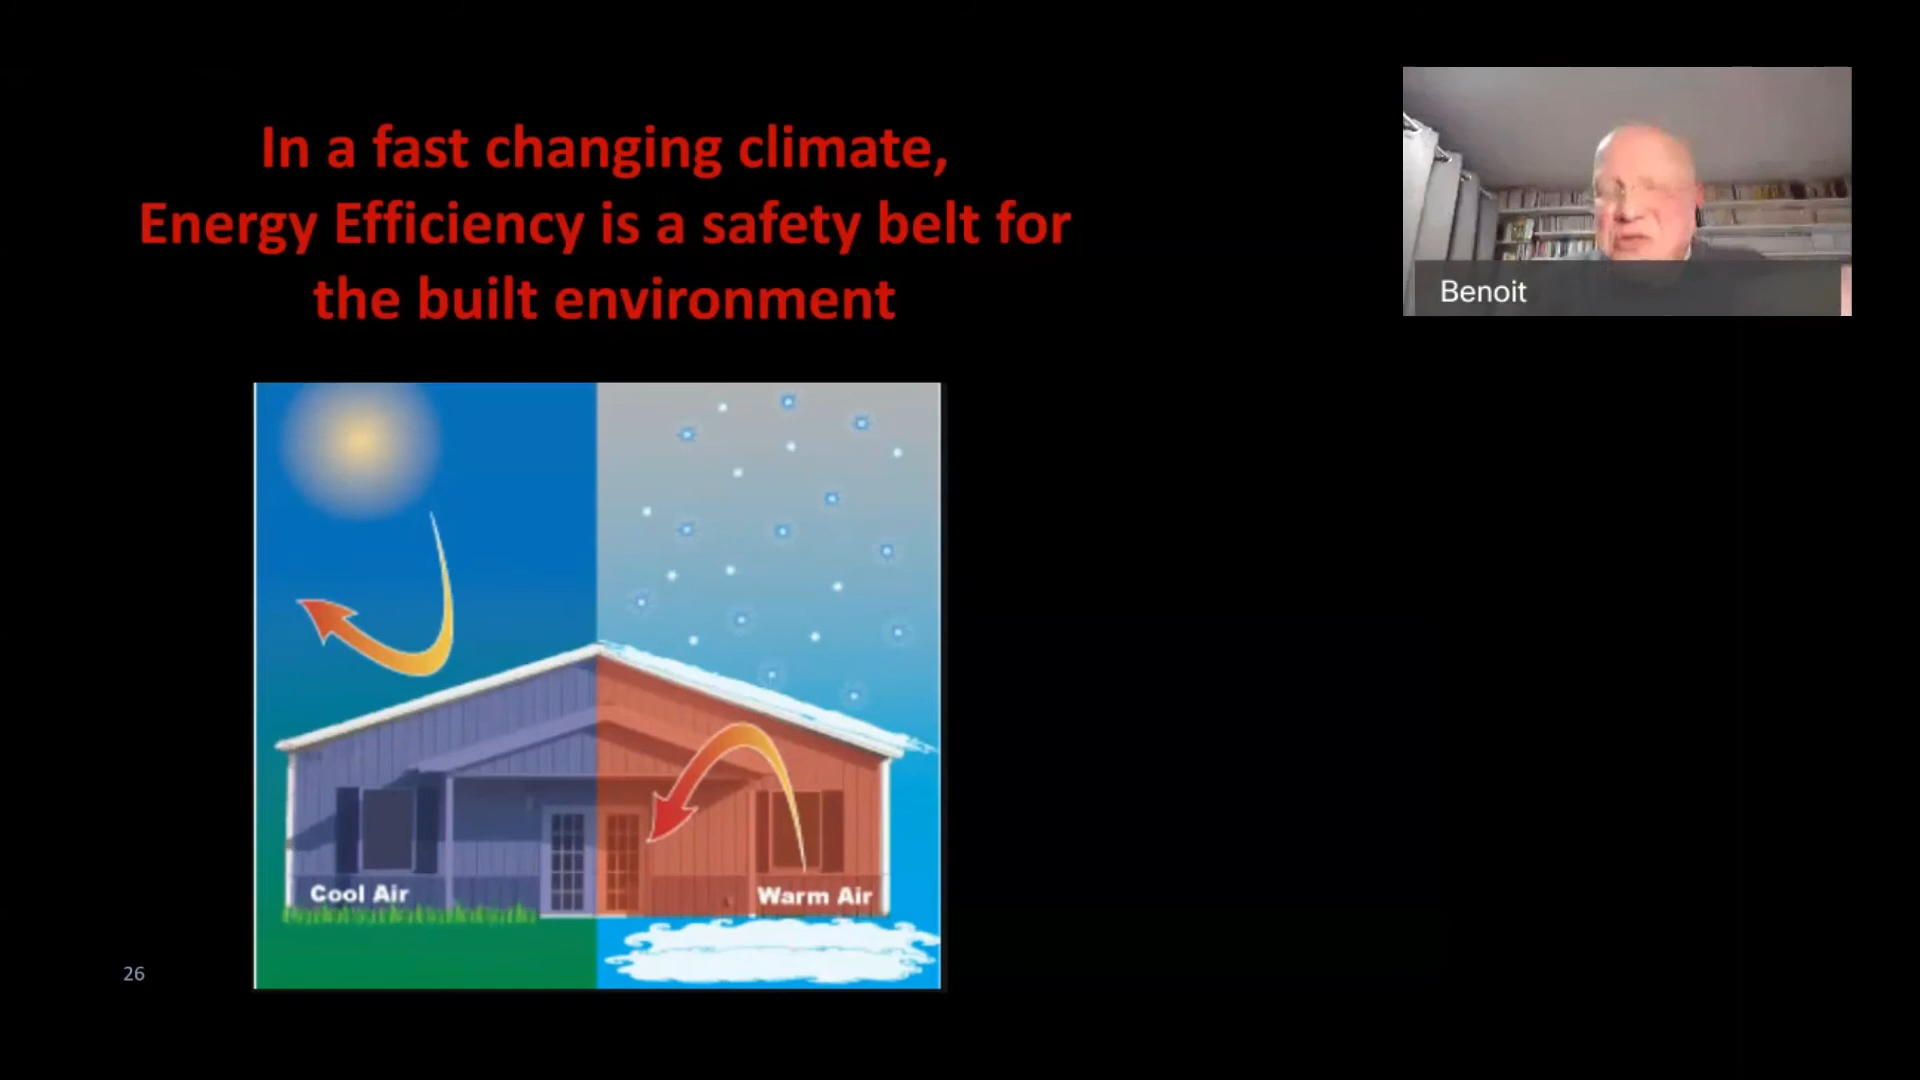 In a fast changing climate,
Energy Efficiency is a safety belt for
the built environment
Benoit
Cool Air
Warm Air
26